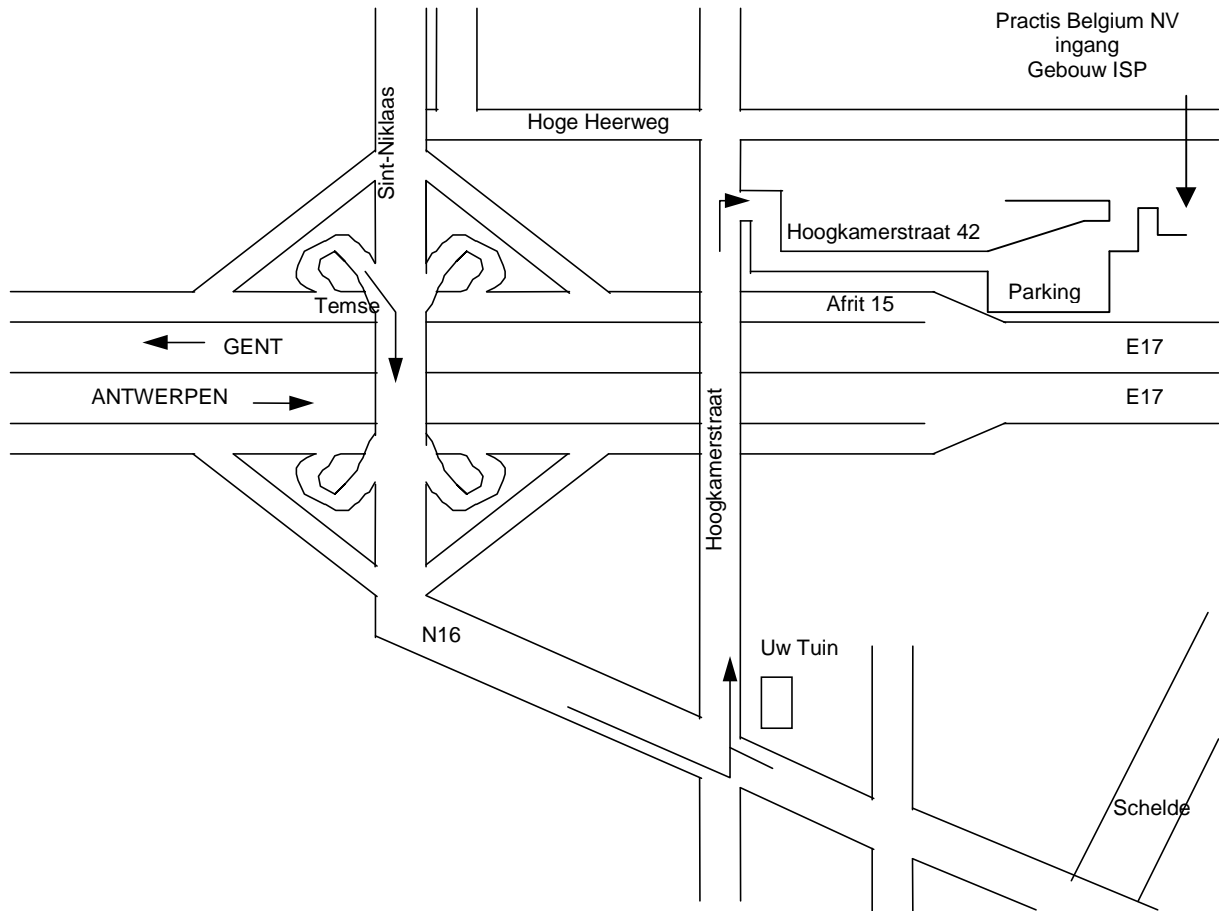 Practis Belgium NV
ingang
Gebouw ISP
Hoge Heerweg
Sint-Niklaas
Hoogkamerstraat 42
Temse
Afrit 15
Parking
GENT
E17
ANTWERPEN
E17
Hoogkamerstraat
N16
Uw Tuin
Schelde